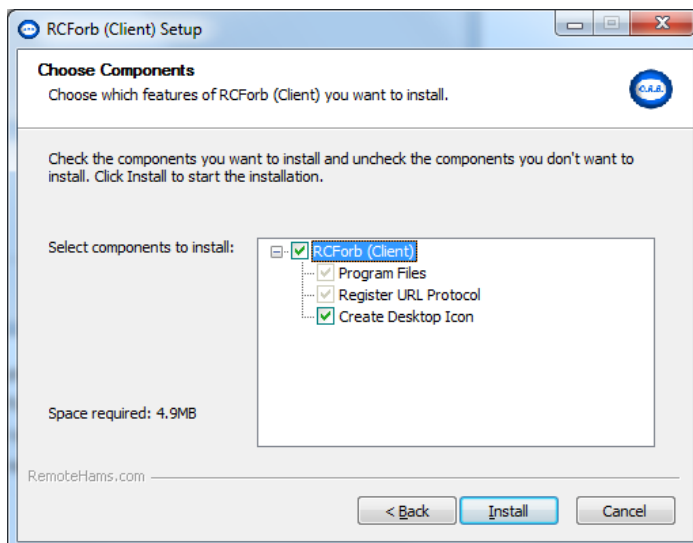 RCForb (Client) Setup
Choose Components
Choose which features of RCForb (Client) you want to install.
O.R.B.
Check the components you want to install and uncheck the components you don't want to
install. Click Install to start the installation.
Select components to install:
RCForb (Client)
Program Files
Register URL Protocol
Create Desktop Icon
Space required: 4.9MB
RemoteHams.com
< Back
Install
Cancel